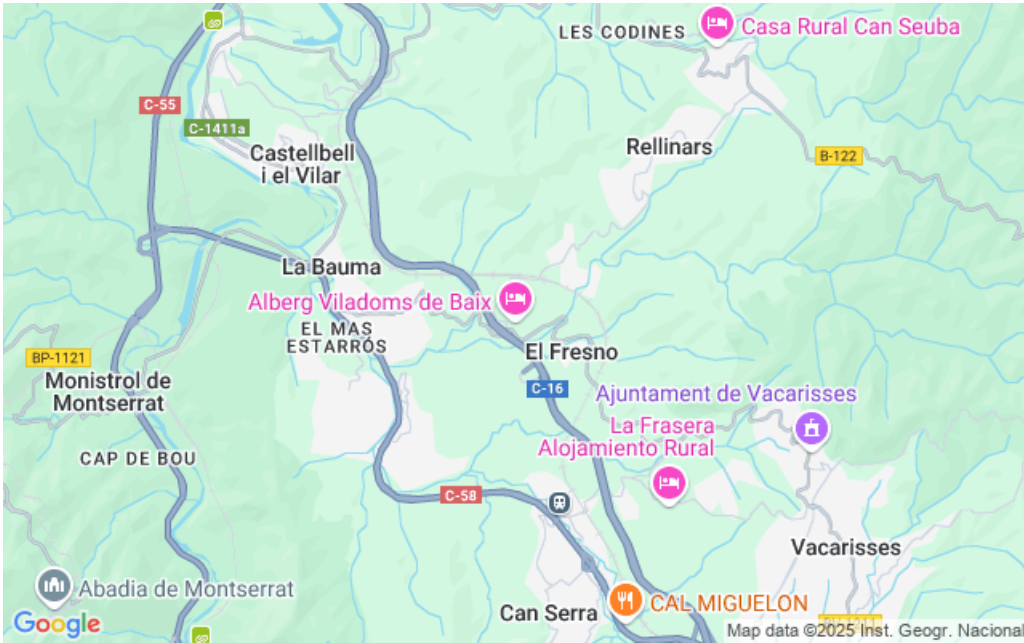 LES CODINES
Casa Rural Can Seuba
C-55
C-1411a
Castellbell
i el Vilar
Rellinars
B-122
La Bauma
Alberg Viladoms de Baix
EL MAS
ESTARRÓS
BP-1121
Monistrol de
Montserrat
El Fresno
C-16
Ajuntament de Vacarisses
La Frasera
Alojamiento Rural
CAP DE BOU
C-58
Vacarisses
Abadia de Montserrat
Can Serra
CAL MIGUELON
Google
Map data ©2025 Inst. Geogr. Nacional